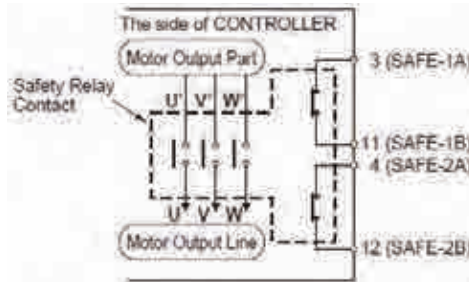 The side of CONTROLLER
Motor Output Part
3 (SAFE-1A)
Safety Relay
Contact
U' V' W'
11 (SAFE-1B)
4 (SAFE-2A)
U V W
Motor Output Line
12 (SAFE-2B)